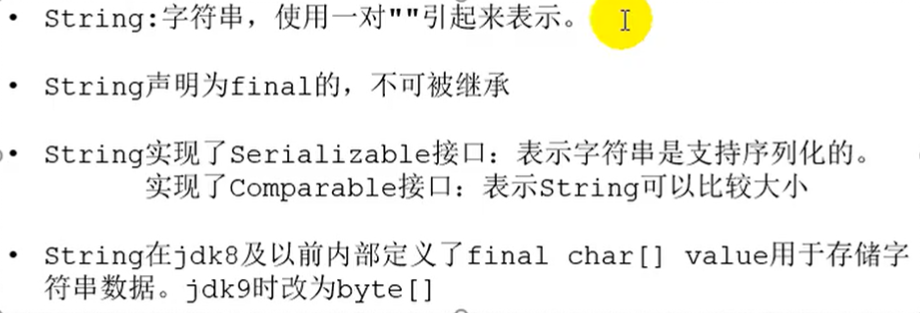 • String:字符串，使用一对""引起来表示。
• String声明为final的，不可被继承
• String实现了Serializable接口：表示字符串是支持序列化的。
实现了Comparable接口：表示String可以比较大小
• String在jdk8及以前内部定义了final char[] value用于存储字
符串数据。jdk9时改为byte[]